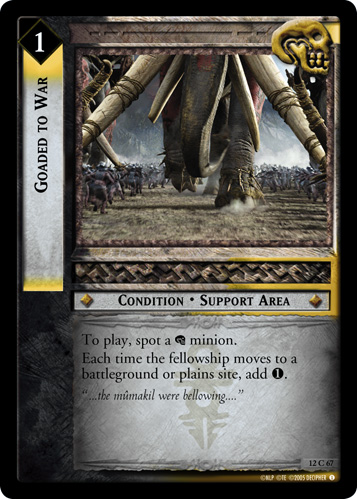 1
GOADED TO WAR
CONDITION • SUPPORT AREA
To play, spot a minion.
Each time the fellowship moves to a
battleground or plains site, add 1.
“...the mûmakil were bellowing....”
12 C 67
©NLP ©TE ©2005 DECIPHER